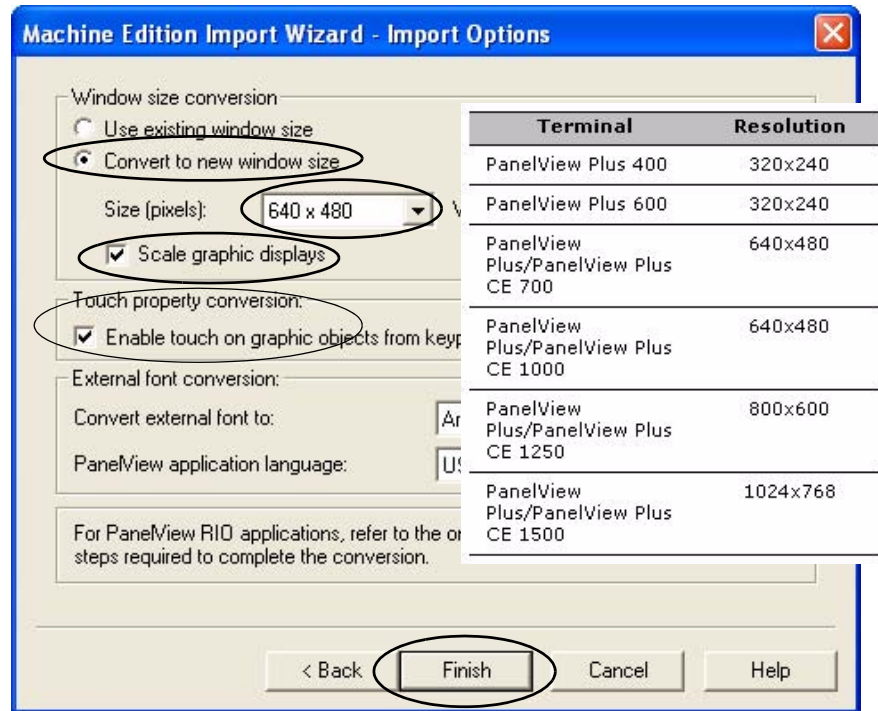 Machine Edition Import Wizard - Import Options
Window size conversion
Use existing window size
Convert to new window size
Size (pixels):
640 x 480
Scale graphic displays
Touch property conversion:
Enable touch on graphic objects from keyp
External font conversion:
Convert external font to:
PanelView application language:
US
For PanelView RIO applications, refer to the
steps required to complete the conversion.
< Back
Finish
Cancel
Help
Terminal Resolution
PanelView Plus 400 320x240
PanelView Plus 600 320x240
PanelView 640x480
Plus/PanelView Plus
CE 700
PanelView 640x480
Plus/PanelView Plus
CE 1000
PanelView 800x600
Plus/PanelView Plus
CE 1250
PanelView 1024x768
Plus/PanelView Plus
CE 1500